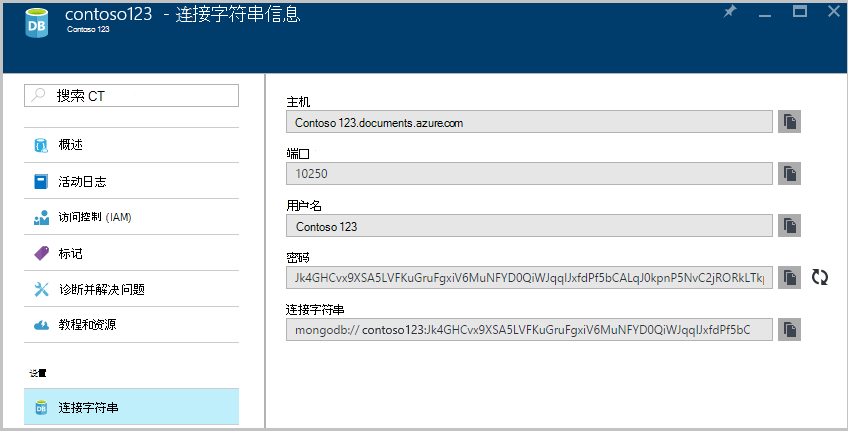 contoso123 - 连接字符串信息
Contoso 123
DB
搜索 CT
概述
活动日志
访问控制 (IAM)
标记
诊断并解决问题
教程和资源
设置
连接字符串
主机
Contoso 123.documents.azure.com
端口
10250
用户名
Contoso 123
密码
Jk4GHCvx9XSA5LVFKuGruFgxiV6MuNFYD0QiWJqqIJxfdPf5bCALqJ0kpnP5NvC2jRORkLTkp
连接字符串
mongodb:// contoso123:Jk4GHCvx9XSA5LVFKuGruFgxiV6MuNFYD0QiWJqqIJxfdPf5bC